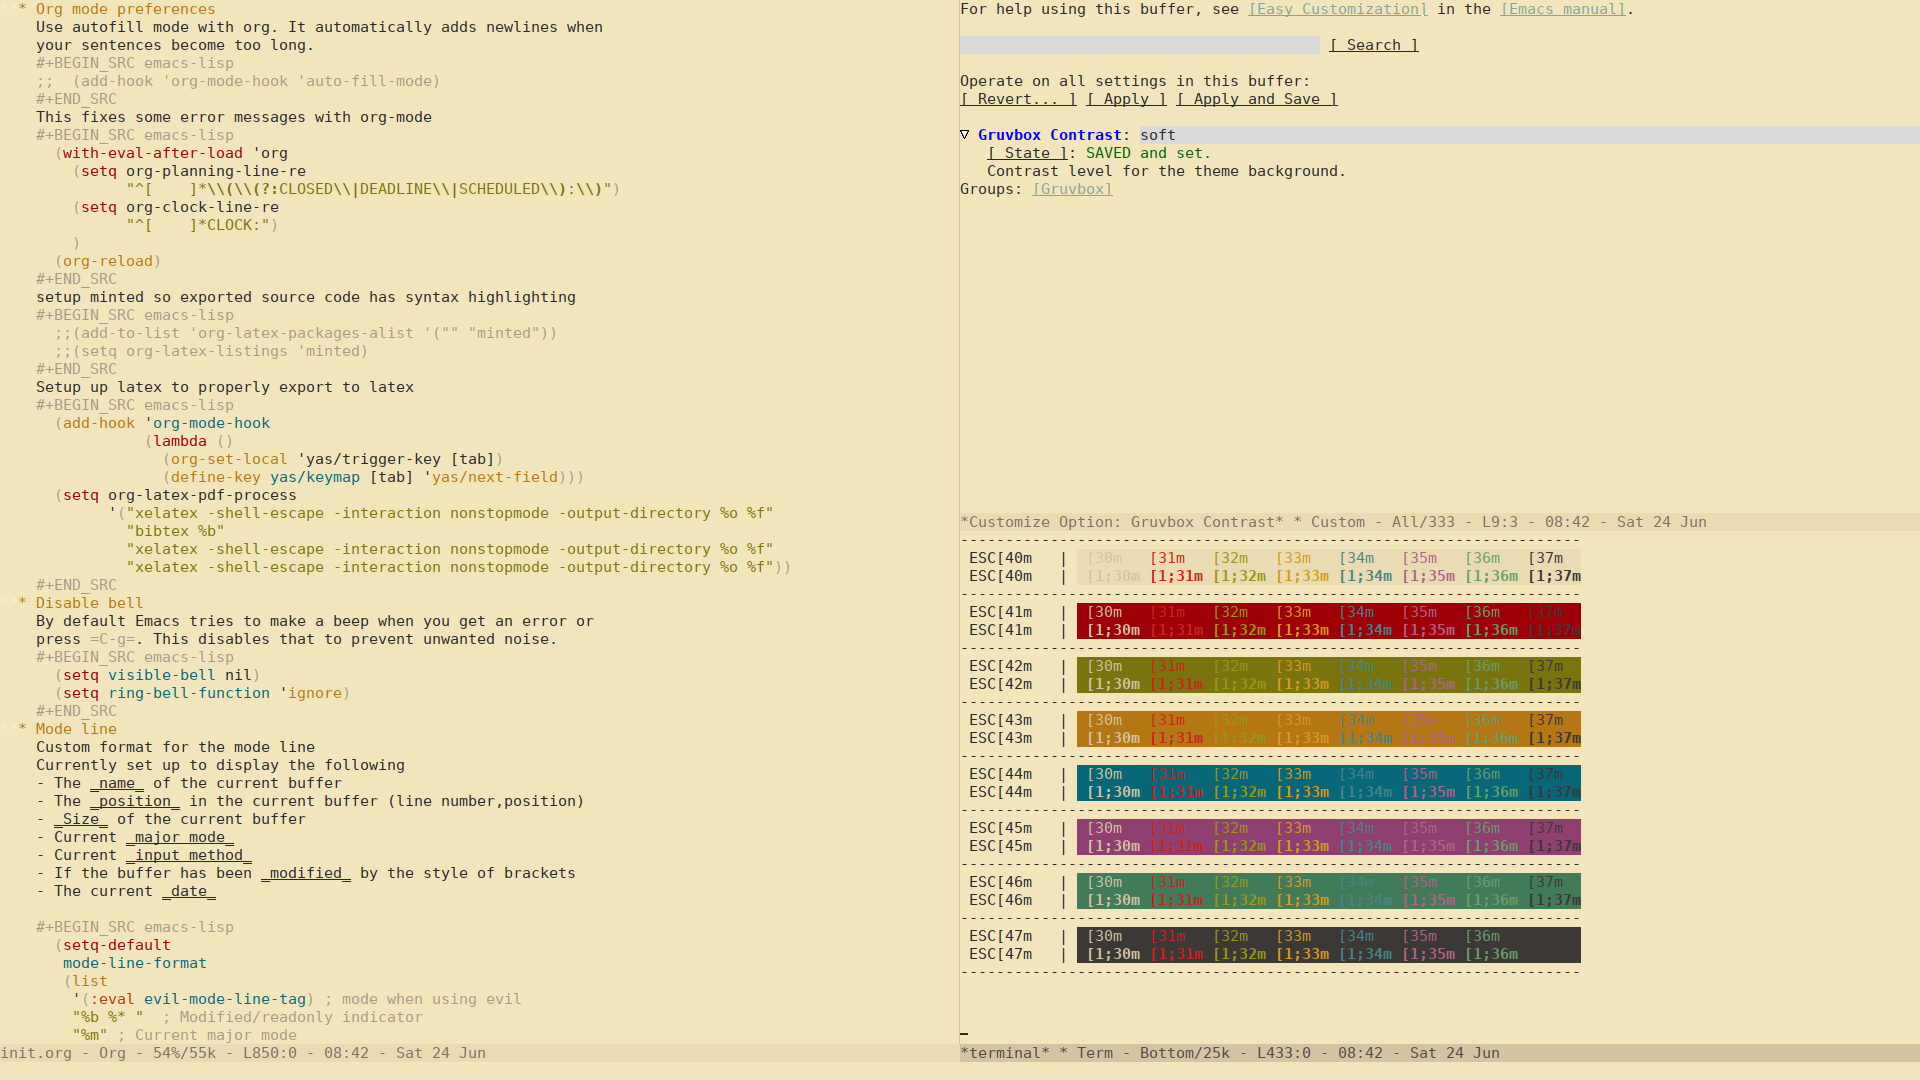 * Org mode preferences
Use autofill mode with org. It automatically adds newlines when
your sentences become too long.
#+BEGIN_SRC emacs-lisp
;;  (add-hook 'org-mode-hook 'auto-fill-mode)
#+END_SRC
This fixes some error messages with org-mode
#+BEGIN_SRC emacs-lisp
(with-eval-after-load 'org
(setq org-planning-line-re
"^[    ]*\\(\\(?:CLOSED\\|DEADLINE\\|SCHEDULED\\):\\)")
(setq org-clock-line-re
"^[    ]*CLOCK:")
)
(org-reload)
#+END_SRC
setup minted so exported source code has syntax highlighting
#+BEGIN_SRC emacs-lisp
;;(add-to-list 'org-latex-packages-alist '("" "minted"))
;;(setq org-latex-listings 'minted)
#+END_SRC
Setup up latex to properly export to latex
#+BEGIN_SRC emacs-lisp
(add-hook 'org-mode-hook
(lambda ()
(org-set-local 'yas/trigger-key [tab])
(define-key yas/keymap [tab] 'yas/next-field)))
(setq org-latex-pdf-process
'("xelatex -shell-escape -interaction nonstopmode -output-directory %o %f"
"bibtex %b"
"xelatex -shell-escape -interaction nonstopmode -output-directory %o %f"
"xelatex -shell-escape -interaction nonstopmode -output-directory %o %f"))
#+END_SRC
* Disable bell
By default Emacs tries to make a beep when you get an error or
press =C-g=. This disables that to prevent unwanted noise.
#+BEGIN_SRC emacs-lisp
(setq visible-bell nil)
(setq ring-bell-function 'ignore)
#+END_SRC
* Mode line
Custom format for the mode line
Currently set up to display the following
- The _name_ of the current buffer
- The _position_ in the current buffer (line number,position)
- _Size_ of the current buffer
- Current _major mode_
- Current _input method_
- If the buffer has been _modified_ by the style of brackets
- The current _date_
#+BEGIN_SRC emacs-lisp
(setq-default
mode-line-format
(list
'(:eval evil-mode-line-tag) ; mode when using evil
"%b %* "  ; Modified/readonly indicator
"%m" ; Current major mode
init.org - Org - 54%/55k - L850:0 - 08:42 - Sat 24 Jun
For help using this buffer, see [Easy Customization] in the [Emacs manual].
[ Search ]
Operate on all settings in this buffer:
[ Revert... ] [ Apply ] [ Apply and Save ]
▽ Gruvbox Contrast: soft
[ State ]: SAVED and set.
Contrast level for the theme background.
Groups: [Gruvbox]
*Customize Option: Gruvbox Contrast* * Custom - All/333 - L9:3 - 08:42 - Sat 24 Jun
---------------------------------------------------------------------
ESC[40m   |  [30m   [31m   [32m   [33m   [34m   [35m   [36m   [37m
ESC[40m   |  [1;30m [1;31m [1;32m [1;33m [1;34m [1;35m [1;36m [1;37m
---------------------------------------------------------------------
ESC[41m   |  [30m   [31m   [32m   [33m   [34m   [35m   [36m   [37m
ESC[41m   |  [1;30m [1;31m [1;32m [1;33m [1;34m [1;35m [1;36m [1;37m
---------------------------------------------------------------------
ESC[42m   |  [30m   [31m   [32m   [33m   [34m   [35m   [36m   [37m
ESC[42m   |  [1;30m [1;31m [1;32m [1;33m [1;34m [1;35m [1;36m [1;37m
---------------------------------------------------------------------
ESC[43m   |  [30m   [31m   [32m   [33m   [34m   [35m   [36m   [37m
ESC[43m   |  [1;30m [1;31m [1;32m [1;33m [1;34m [1;35m [1;36m [1;37m
---------------------------------------------------------------------
ESC[44m   |  [30m   [31m   [32m   [33m   [34m   [35m   [36m   [37m
ESC[44m   |  [1;30m [1;31m [1;32m [1;33m [1;34m [1;35m [1;36m [1;37m
---------------------------------------------------------------------
ESC[45m   |  [30m   [31m   [32m   [33m   [34m   [35m   [36m   [37m
ESC[45m   |  [1;30m [1;31m [1;32m [1;33m [1;34m [1;35m [1;36m [1;37m
---------------------------------------------------------------------
ESC[46m   |  [30m   [31m   [32m   [33m   [34m   [35m   [36m   [37m
ESC[46m   |  [1;30m [1;31m [1;32m [1;33m [1;34m [1;35m [1;36m [1;37m
---------------------------------------------------------------------
ESC[47m   |  [30m   [31m   [32m   [33m   [34m   [35m   [36m
ESC[47m   |  [1;30m [1;31m [1;32m [1;33m [1;34m [1;35m [1;36m
---------------------------------------------------------------------
*terminal* * Term - Bottom/25k - L433:0 - 08:42 - Sat 24 Jun